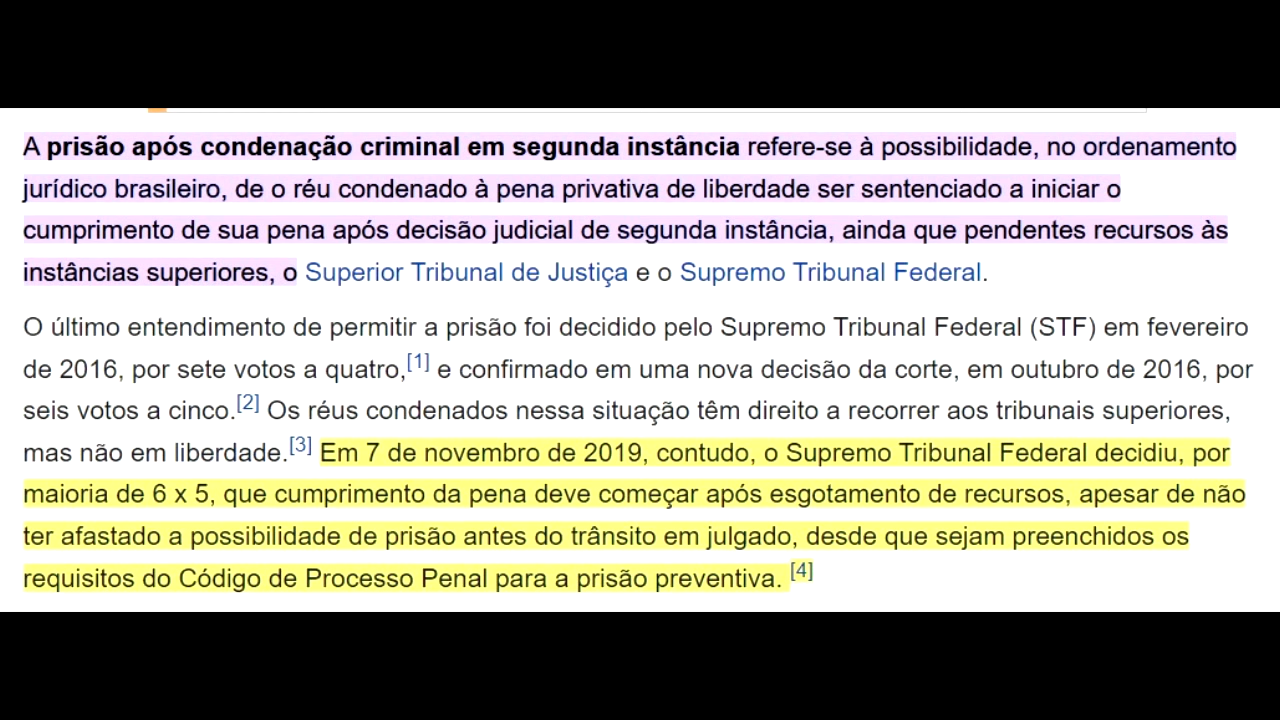 A prisão após condenação criminal em segunda instância refere-se à possibilidade, no ordenamento
jurídico brasileiro, de o réu condenado à pena privativa de liberdade ser sentenciado a iniciar o
cumprimento de sua pena após decisão judicial de segunda instância, ainda que pendentes recursos às
instâncias superiores, o Superior Tribunal de Justiça e o Supremo Tribunal Federal.
O último entendimento de permitir a prisão foi decidido pelo Supremo Tribunal Federal (STF) em fevereiro
de 2016, por sete votos a quatro,[1] e confirmado em uma nova decisão da corte, em outubro de 2016, por
seis votos a cinco.[2] Os réus condenados nessa situação têm direito a recorrer aos tribunais superiores,
mas não em liberdade.[3] Em 7 de novembro de 2019, contudo, o Supremo Tribunal Federal decidiu, por
maioria de 6 x 5, que cumprimento da pena deve começar após esgotamento de recursos, apesar de não
ter afastado a possibilidade de prisão antes do trânsito em julgado, desde que sejam preenchidos os
requisitos do Código de Processo Penal para a prisão preventiva. [4]